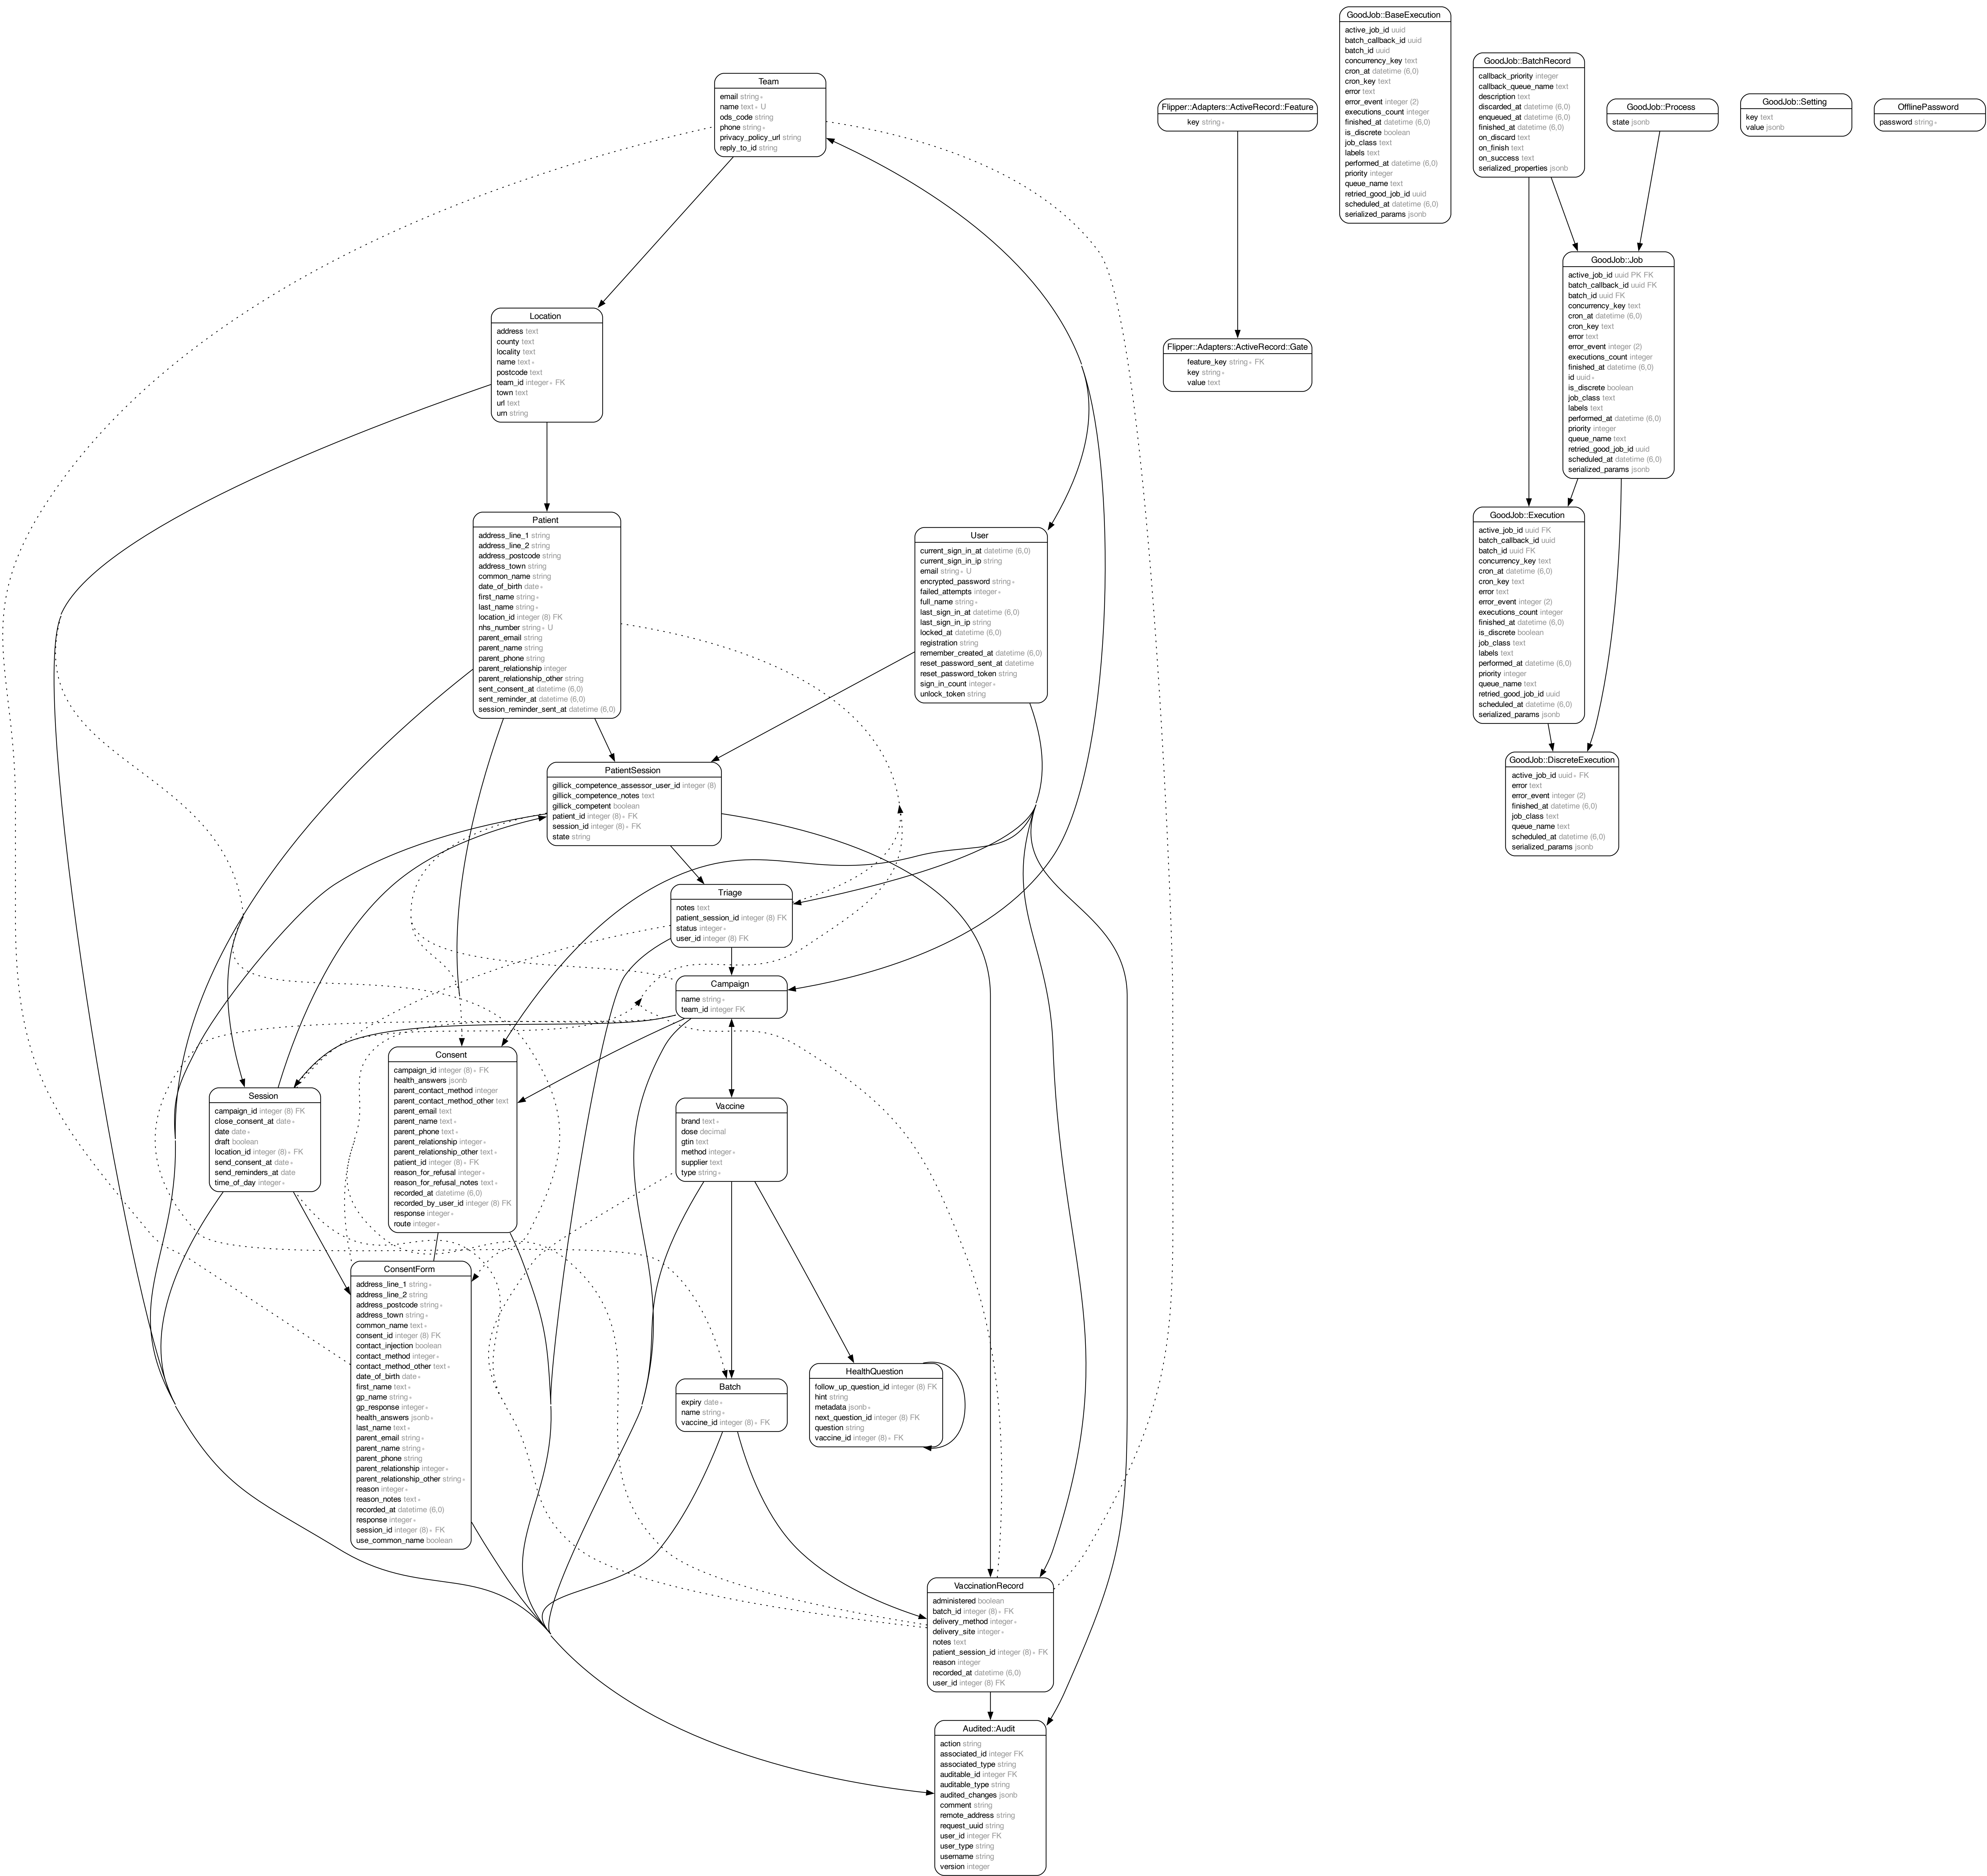 GoodJob::BaseExecution
active_job_id uuid
batch_callback_id uuid
batch_id uuid
concurrency_key text
cron_at datetime (6,0)
cron_key text
error text
error_event integer (2)
executions_count integer
finished_at datetime (6,0)
is_discrete boolean
job_class text
labels text
performed_at datetime (6,0)
priority integer
queue_name text
retried_good_job_id uuid
scheduled_at datetime (6,0)
serialized_params jsonb
GoodJob::BatchRecord
callback_priority integer
callback_queue_name text
description text
discarded_at datetime (6,0)
enqueued_at datetime (6,0)
finished_at datetime (6,0)
on_discard text
on_finish text
on_success text
serialized_properties jsonb
Team
email string ∗
name text ∗ U
ods_code string
phone string ∗
privacy_policy_url string
reply_to_id string
Flipper::Adapters::ActiveRecord::Feature
key string ∗
GoodJob::Process
state jsonb
GoodJob::Setting
key text
value jsonb
OfflinePassword
password string ∗
GoodJob::Job
active_job_id uuid PK FK
batch_callback_id uuid FK
batch_id uuid FK
concurrency_key text
cron_at datetime (6,0)
cron_key text
error text
error_event integer (2)
executions_count integer
finished_at datetime (6,0)
id uuid ∗
is_discrete boolean
job_class text
labels text
performed_at datetime (6,0)
priority integer
queue_name text
retried_good_job_id uuid
scheduled_at datetime (6,0)
serialized_params jsonb
Location
address text
county text
locality text
name text ∗
postcode text
team_id integer ∗ FK
town text
url text
urn string
Flipper::Adapters::ActiveRecord::Gate
feature_key string ∗ FK
key string ∗
value text
Patient
address_line_1 string
address_line_2 string
address_postcode string
address_town string
common_name string
date_of_birth date ∗
first_name string ∗
last_name string ∗
location_id integer (8) FK
nhs_number string ∗ U
parent_email string
parent_name string
parent_phone string
parent_relationship integer
parent_relationship_other string
sent_consent_at datetime (6,0)
sent_reminder_at datetime (6,0)
session_reminder_sent_at datetime (6,0)
User
current_sign_in_at datetime (6,0)
current_sign_in_ip string
email string ∗ U
encrypted_password string ∗
failed_attempts integer ∗
full_name string ∗
last_sign_in_at datetime (6,0)
last_sign_in_ip string
locked_at datetime (6,0)
registration string
remember_created_at datetime (6,0)
reset_password_sent_at datetime
reset_password_token string
sign_in_count integer ∗
unlock_token string
GoodJob::Execution
active_job_id uuid FK
batch_callback_id uuid
batch_id uuid FK
concurrency_key text
cron_at datetime (6,0)
cron_key text
error text
error_event integer (2)
executions_count integer
finished_at datetime (6,0)
is_discrete boolean
job_class text
labels text
performed_at datetime (6,0)
priority integer
queue_name text
retried_good_job_id uuid
scheduled_at datetime (6,0)
serialized_params jsonb
GoodJob::DiscreteExecution
active_job_id uuid ∗ FK
error text
error_event integer (2)
finished_at datetime (6,0)
job_class text
queue_name text
scheduled_at datetime (6,0)
serialized_params jsonb
PatientSession
gillick_competence_assessor_user_id integer (8)
gillick_competence_notes text
gillick_competent boolean
patient_id integer (8) ∗ FK
session_id integer (8) ∗ FK
state string
Triage
notes text
patient_session_id integer (8) FK
status integer ∗
user_id integer (8) FK
Campaign
name string ∗
team_id integer FK
Consent
campaign_id integer (8) ∗ FK
health_answers jsonb
parent_contact_method integer
parent_contact_method_other text
parent_email text
parent_name text ∗
parent_phone text ∗
parent_relationship integer ∗
parent_relationship_other text ∗
patient_id integer (8) ∗ FK
reason_for_refusal integer ∗
reason_for_refusal_notes text ∗
recorded_at datetime (6,0)
recorded_by_user_id integer (8) FK
response integer ∗
route integer ∗
Session
campaign_id integer (8) FK
close_consent_at date ∗
date date ∗
draft boolean
location_id integer (8) ∗ FK
send_consent_at date ∗
send_reminders_at date
time_of_day integer ∗
Vaccine
brand text ∗
dose decimal
gtin text
method integer ∗
supplier text
type string ∗
ConsentForm
address_line_1 string ∗
address_line_2 string
address_postcode string ∗
address_town string ∗
common_name text ∗
consent_id integer (8) FK
contact_injection boolean
contact_method integer ∗
contact_method_other text ∗
date_of_birth date ∗
first_name text ∗
gp_name string ∗
gp_response integer ∗
health_answers jsonb ∗
last_name text ∗
parent_email string ∗
parent_name string ∗
parent_phone string
parent_relationship integer ∗
parent_relationship_other string ∗
reason integer ∗
reason_notes text ∗
recorded_at datetime (6,0)
response integer ∗
session_id integer (8) ∗ FK
use_common_name boolean
Batch
expiry date ∗
name string ∗
vaccine_id integer (8) ∗ FK
HealthQuestion
follow_up_question_id integer (8) FK
hint string
metadata jsonb ∗
next_question_id integer (8) FK
question string
vaccine_id integer (8) ∗ FK
VaccinationRecord
administered boolean
batch_id integer (8) ∗ FK
delivery_method integer ∗
delivery_site integer ∗
notes text
patient_session_id integer (8) ∗ FK
reason integer
recorded_at datetime (6,0)
user_id integer (8) FK
Audited::Audit
action string
associated_id integer FK
associated_type string
auditable_id integer FK
auditable_type string
audited_changes jsonb
comment string
remote_address string
request_uuid string
user_id integer FK
user_type string
username string
version integer